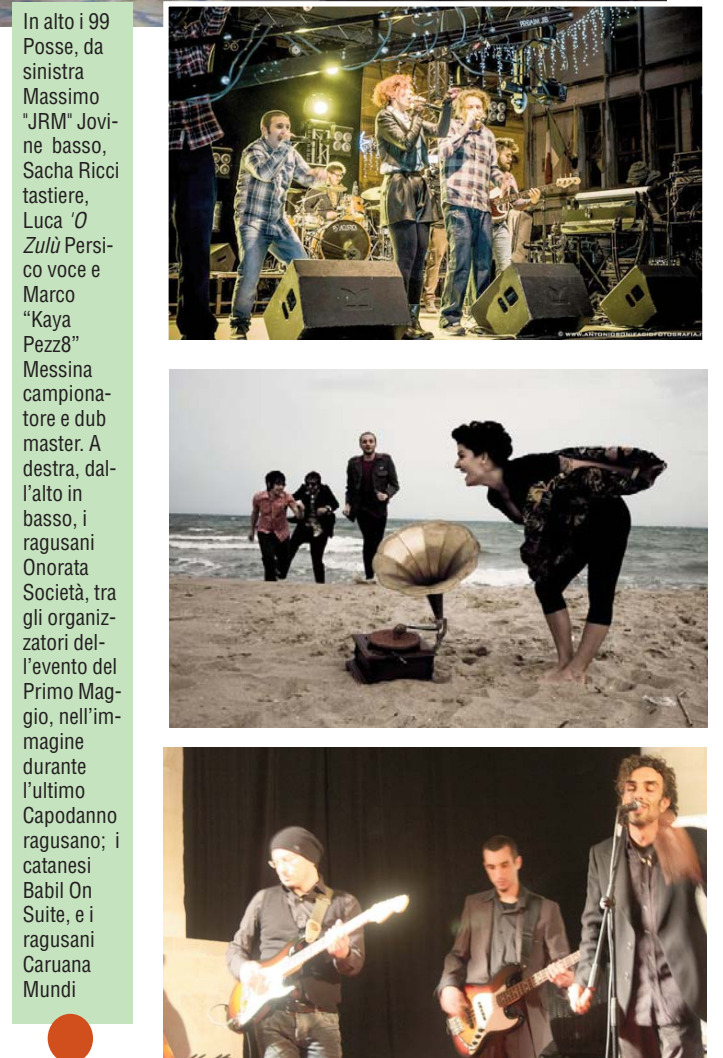 In alto i 99
Posse, da
sinistra
Massimo
"JRM" Jovi-
ne basso,
Sacha Ricci
tastiere,
Luca 'O
Zulù Persi-
co voce e
Marco
“Kaya
Pezz8”
Messina
campiona-
tore e dub
master. A
destra, dal-
l'alto in
basso, i
ragusani
Onorata
Società, tra
gli organiz-
zatori del-
l'evento del
Primo Mag-
gio, nell'im-
magine
durante
l'ultimo
Capodanno
ragusano; i
catanesi
Babil On
Suite, e i
ragusani
Caruana
Mundi
© WWW.ANTONIOBONIFACIOFOTOGRAFIA.I